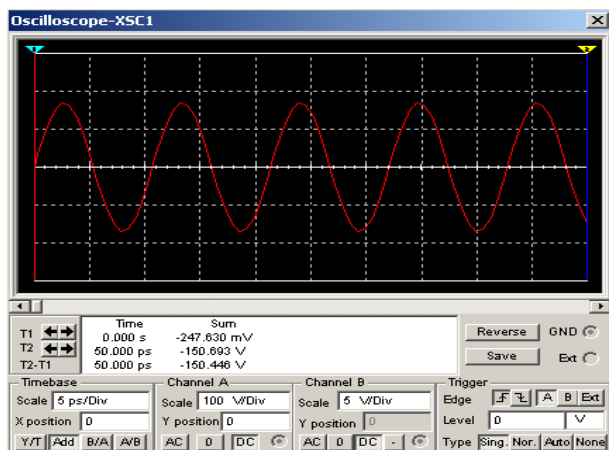 Oscilloscope-XSC1
1
2
Time Sum
T1 0.000 s -247.630 mV
T2 50.000 ps -150.693 V
T2-T1 50.000 ps -150.446 V
Reverse GND
Save Ext
Timebase
Scale 5 ps/Div
X position 0
Y/T Add B/A A/B
Channel A
Scale 100 V/Div
Y position 0
AC 0 DC
Channel B
Scale 5 V/Div
Y position 0
AC 0 DC -
Trigger
Edge A B Ext
Level 0 V
Type Sing. Nor. Auto None